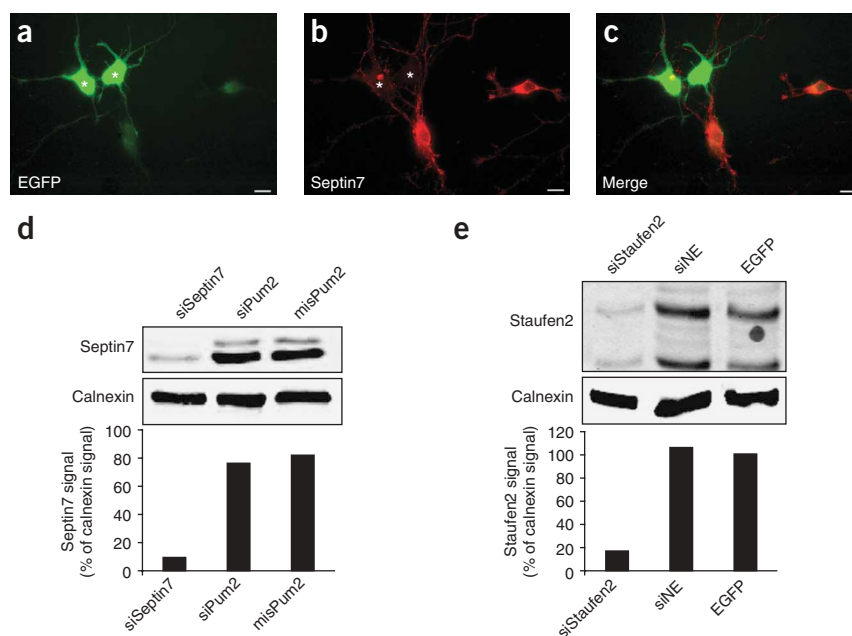 a
b
c
*
*
*
*
EGFP
Septin7
Merge
d
siSeptin7
siPum2
misPum2
Septin7
Calnexin
Septin7 signal
(% of calnexin signal)
100
80
60
40
20
0
siSeptin7
siPum2
misPum2
e
siStaufen2
siNE
EGFP
Staufen2
Calnexin
Staufen2 signal
(% of calnexin signal)
120
100
80
60
40
20
0
siStaufen2
siNE
EGFP